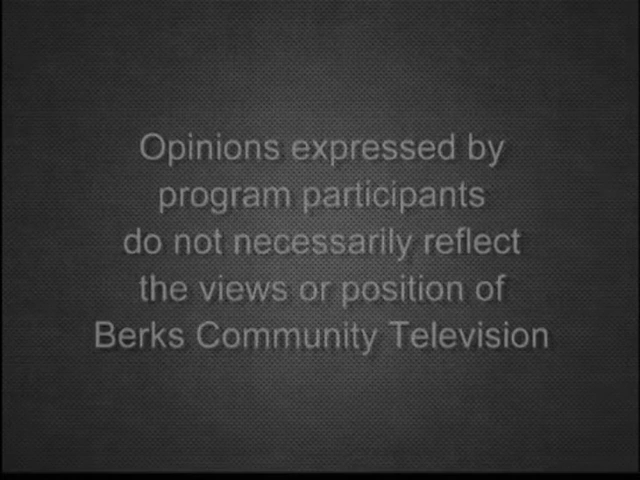 Opinions expressed by
program participants
do not necessarily reflect
the views or position of
Berks Community Television